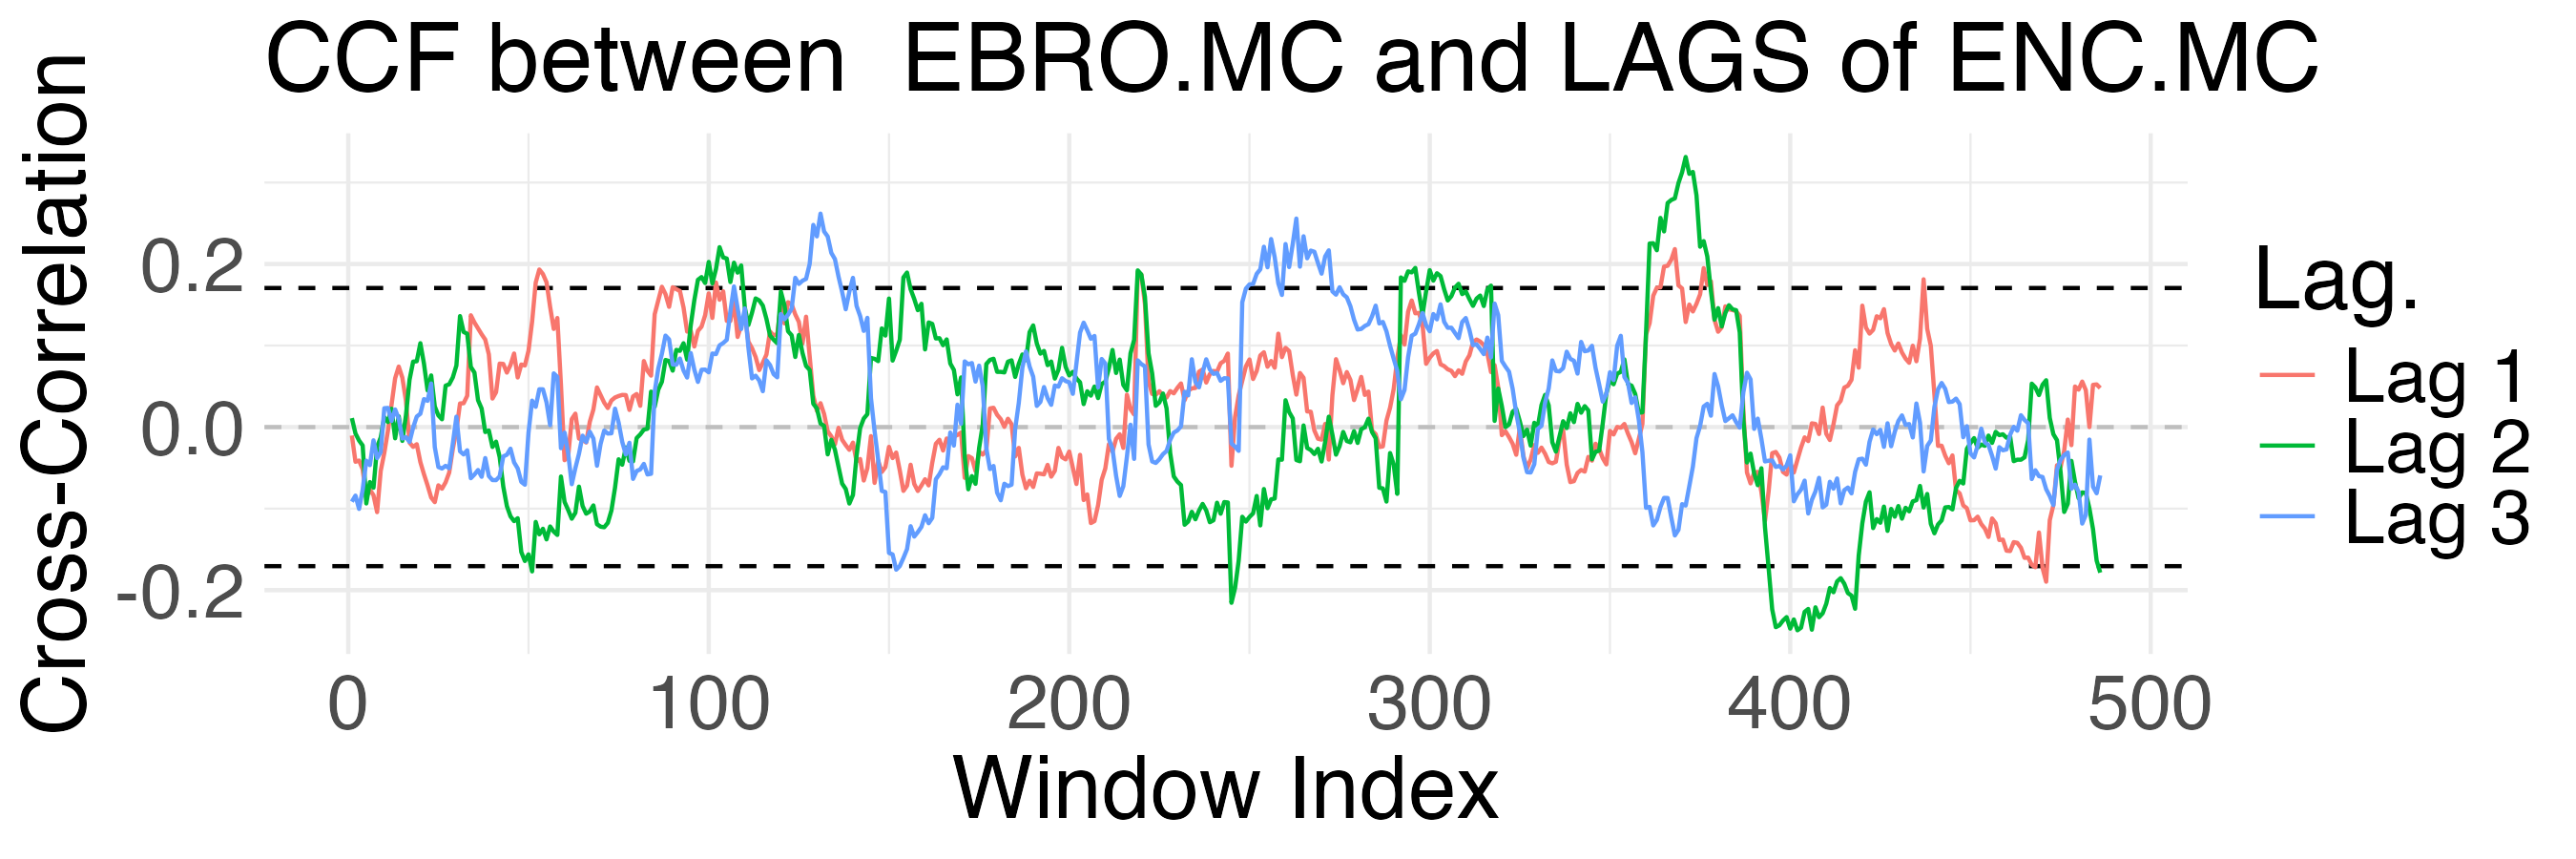 CCF between  EBRO.MC and LAGS of ENC.MC
Cross-Correlation
0.2
0.0
-0.2
0
100
200
300
400
500
Window Index
Lag.
Lag 1
Lag 2
Lag 3